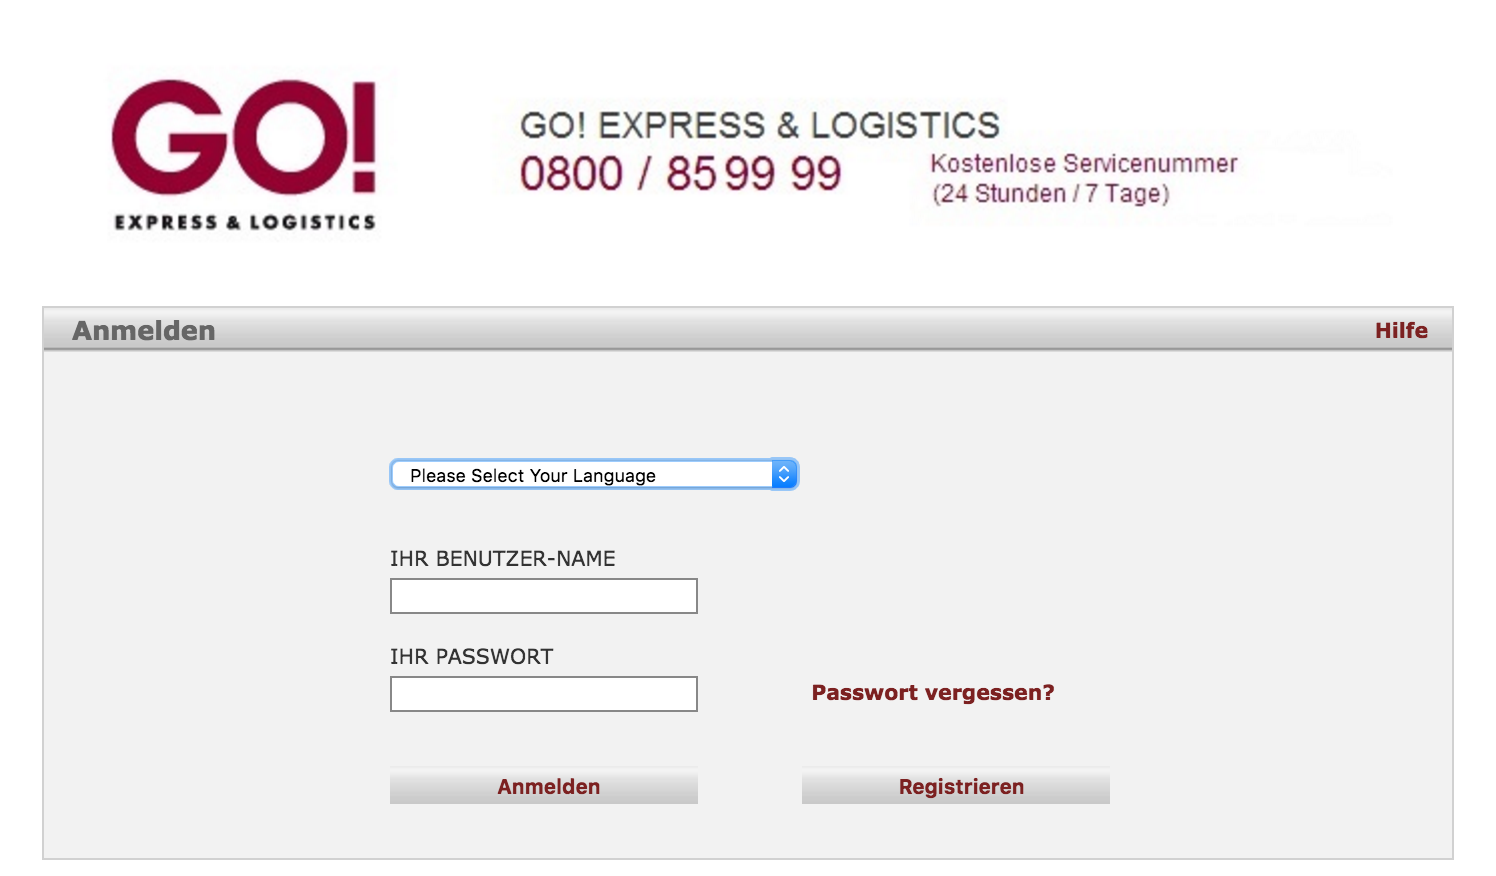 GO!
EXPRESS & LOGISTICS
GO! EXPRESS & LOGISTICS
0800 / 85 99 99
Kostenlose Servicenummer
(24 Stunden / 7 Tage)
Anmelden
Hilfe
Please Select Your Language
IHR BENUTZER-NAME
IHR PASSWORT
Passwort vergessen?
Anmelden
Registrieren